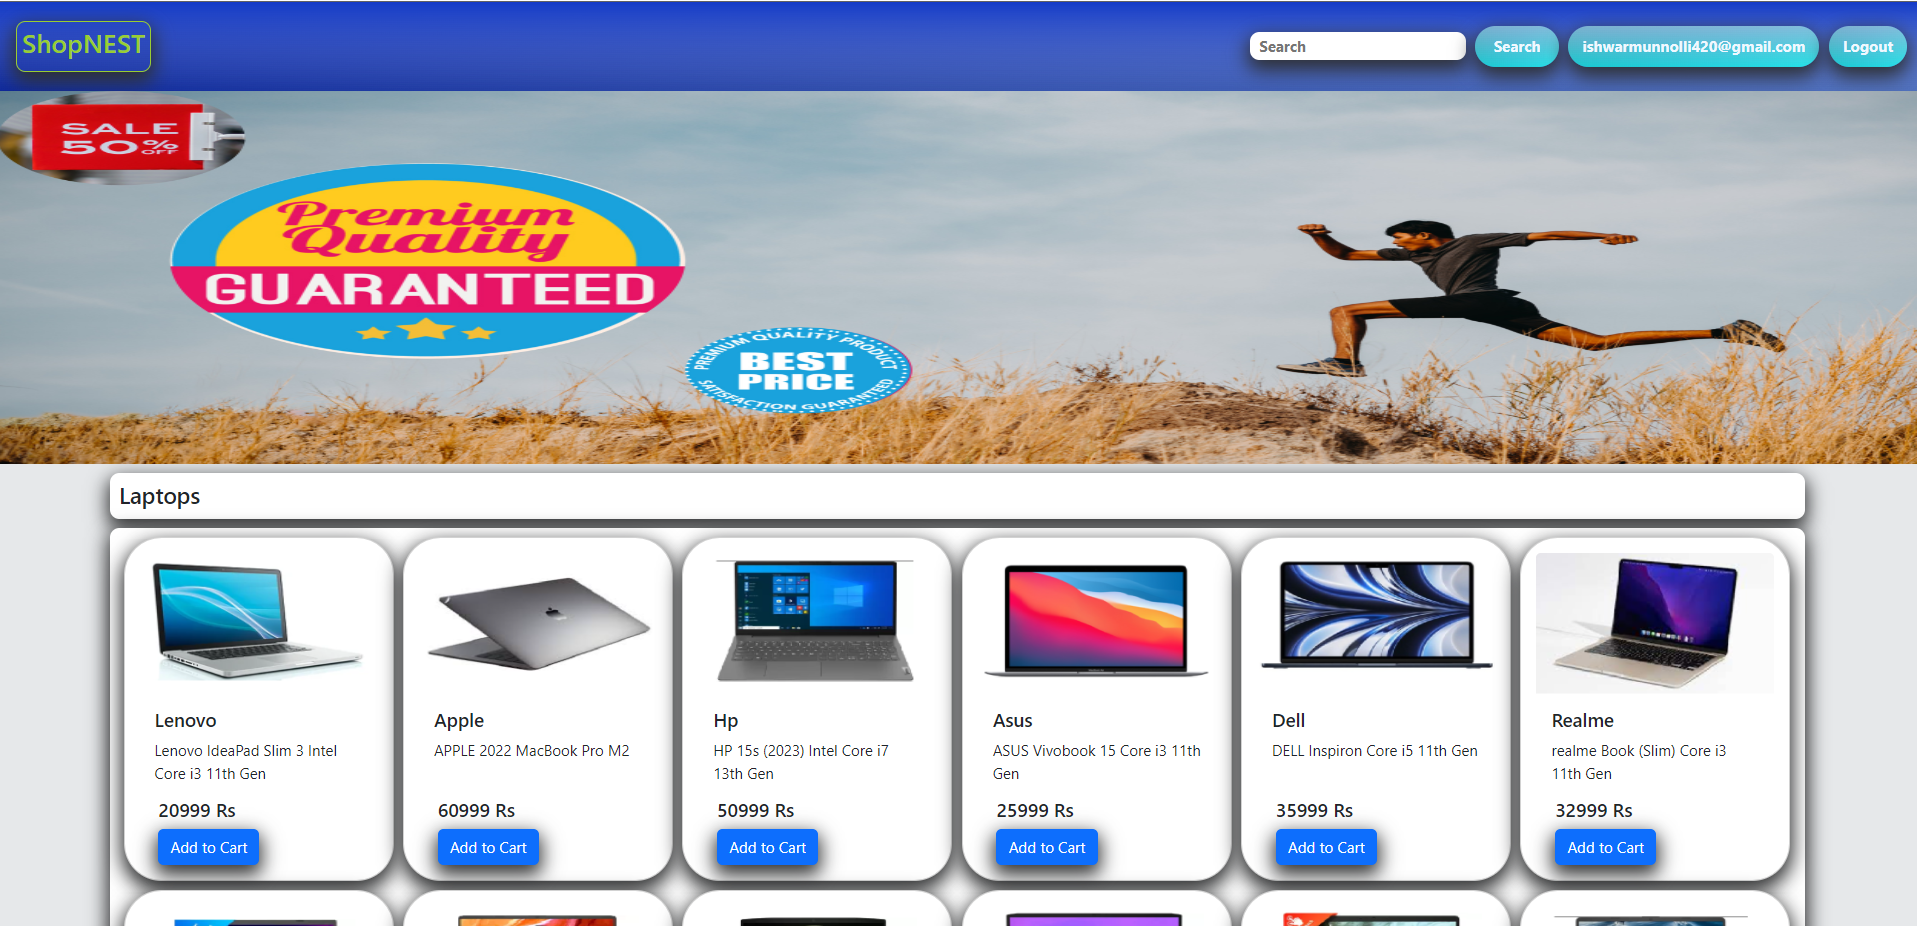 ShopNEST
Search
Search
ishwarmunnolli420@gmail.com
Logout
SALE
50% OFF
Premium
Quality
GUARANTEED
PREMIUM QUALITY PRODUCT
BEST
PRICE
SATISFACTION GUARANTEED
Laptops
Lenovo
Lenovo IdeaPad Slim 3 Intel
Core i3 11th Gen
20999 Rs
Add to Cart
Apple
APPLE 2022 MacBook Pro M2
60999 Rs
Add to Cart
Hp
HP 15s (2023) Intel Core i7
13th Gen
50999 Rs
Add to Cart
Asus
ASUS Vivobook 15 Core i3 11th
Gen
25999 Rs
Add to Cart
Dell
DELL Inspiron Core i5 11th Gen
35999 Rs
Add to Cart
Realme
realme Book (Slim) Core i3
11th Gen
32999 Rs
Add to Cart